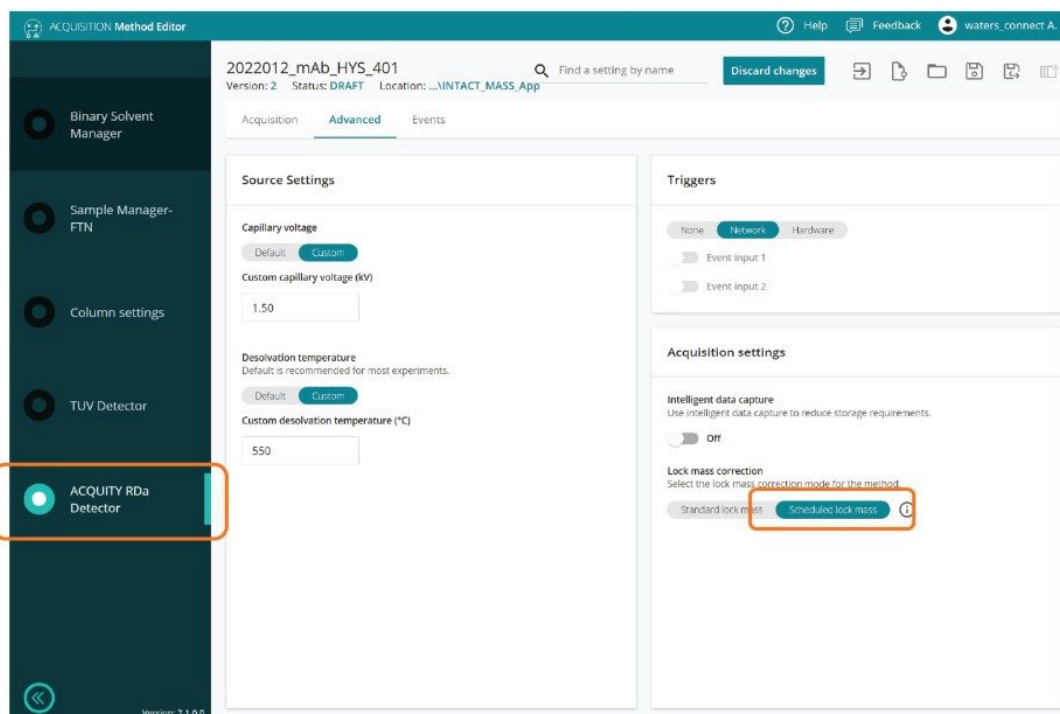 ACQUISITION Method Editor
Help
Feedback
waters_connect A.
Binary Solvent
Manager
Sample Manager-
FTN
Column settings
TUV Detector
ACQUITY RDa
Detector
Version: 2.1.0.0
2022012_mAb_HYS_401
Version: 2 Status: DRAFT Location: ...\INTACT_MASS_App
Find a setting by name
Discard changes
Acquisition Advanced Events
Source Settings
Capillary voltage
Default Custom
Custom capillary voltage (kV)
1.50
Desolvation temperature
Default is recommended for most experiments.
Default Custom
Custom desolvation temperature (°C)
550
Triggers
None Network Hardware
Event input 1
Event input 2
Acquisition settings
Intelligent data capture
Use intelligent data capture to reduce storage requirements.
Off
Lock mass correction
Select the lock mass correction mode for the method.
Standard lock mass Scheduled lock mass